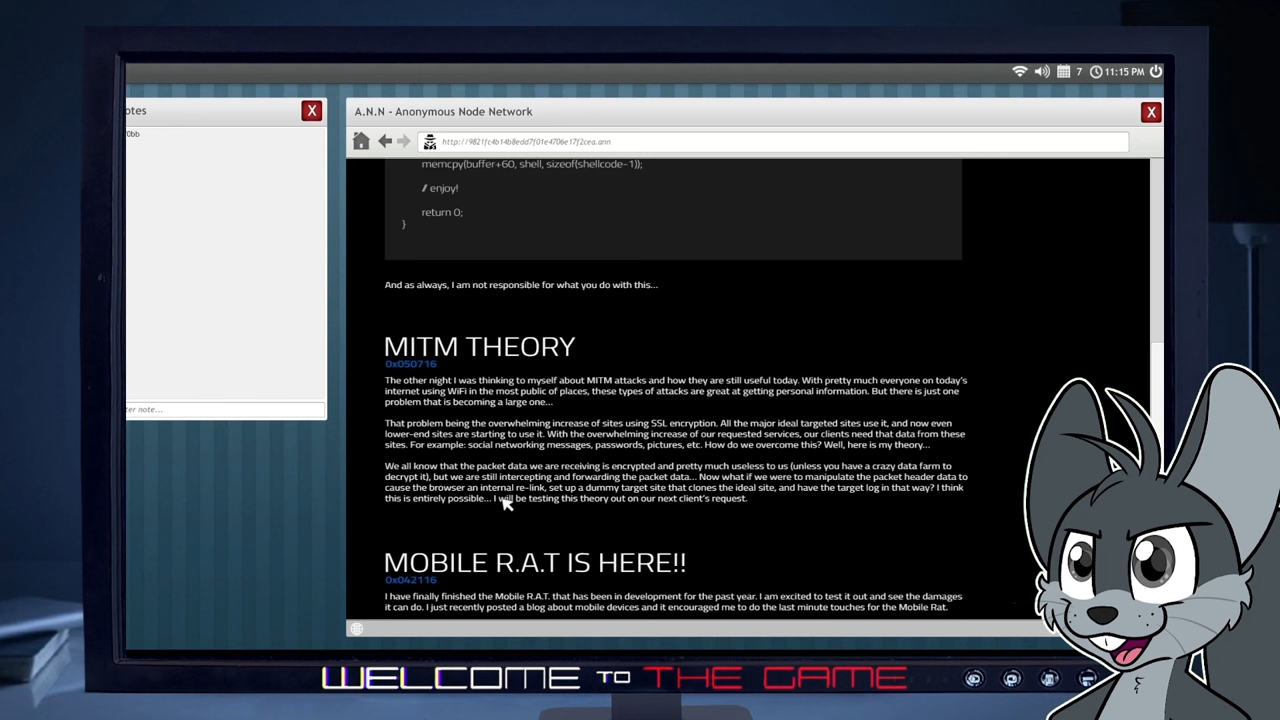 7
11:15 PM
otes
X
A.N.N - Anonymous Node Network
X
0bb
http://9821fc4b14b8edd7f01e4706e17f2cea.ann
memcpy(buffer+60, shell, sizeof(shellcode-1));
// enjoy!
return 0;
}
And as always, I am not responsible for what you do with this...
MITM THEORY
0x050716
The other night I was thinking to myself about MITM attacks and how they are still useful today. With pretty much everyone on today's
internet using WiFi in the most public of places, these types of attacks are great at getting personal information. But there is just one
problem that is becoming a large one...
That problem being the overwhelming increase of sites using SSL encryption. All the major ideal targeted sites use it, and now even
lower-end sites are starting to use it. With the overwhelming increase of our requested services, our clients need that data from these
sites. For example: social networking messages, passwords, pictures, etc. How do we overcome this? Well, here is my theory...
ter note...
We all know that the packet data we are receiving is encrypted and pretty much useless to us (unless you have a crazy data farm to
decrypt it), but we are still intercepting and forwarding the packet data... Now what if we were to manipulate the packet header data to
cause the browser an internal re-link, set up a dummy target site that clones the ideal site, and have the target log in that way? I think
this is entirely possible... I will be testing this theory out on our next client's request.
MOBILE R.A.T IS HERE!!
0x042116
I have finally finished the Mobile R.A.T. that has been in development for the past year. I am excited to test it out and see the damages
it can do. I just recently posted a blog about mobile devices and it encouraged me to do the last minute touches for the Mobile Rat.
WELCOME TO THE GAME